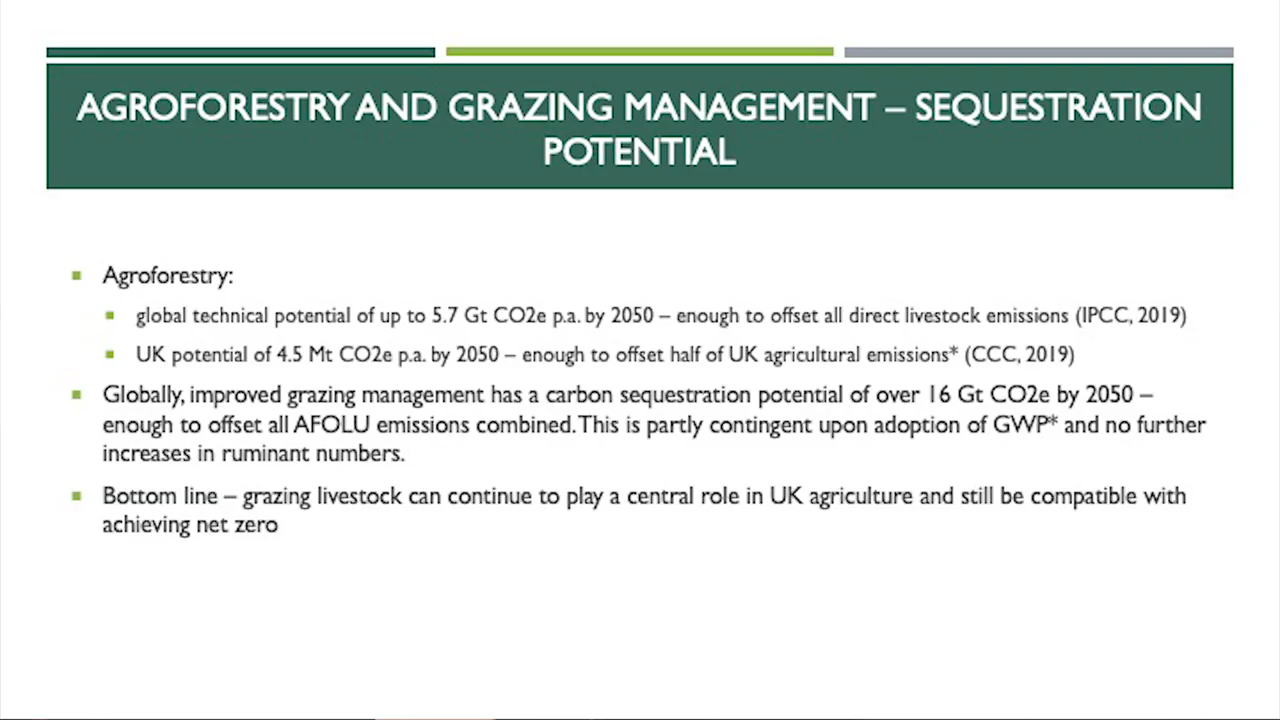 AGROFORESTRY AND GRAZING MANAGEMENT – SEQUESTRATION
POTENTIAL
Agroforestry:
global technical potential of up to 5.7 Gt CO2e p.a. by 2050 – enough to offset all direct livestock emissions (IPCC, 2019)
UK potential of 4.5 Mt CO2e p.a. by 2050 – enough to offset half of UK agricultural emissions* (CCC, 2019)
Globally, improved grazing management has a carbon sequestration potential of over 16 Gt CO2e by 2050 –
enough to offset all AFOLU emissions combined. This is partly contingent upon adoption of GWP* and no further
increases in ruminant numbers.
Bottom line – grazing livestock can continue to play a central role in UK agriculture and still be compatible with
achieving net zero